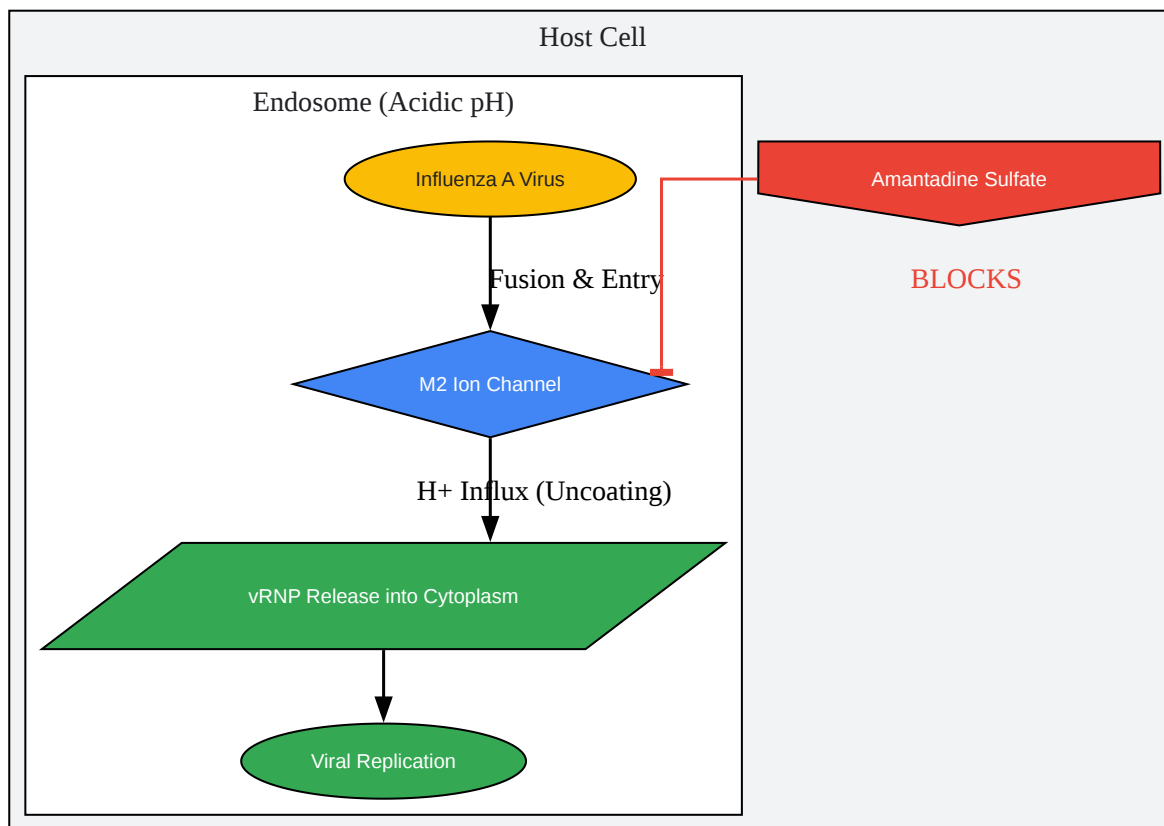 Host Cell
Endosome (Acidic pH)
Influenza A Virus
Amantadine Sulfate
Fusion & Entry
BLOCKS
M2 Ion Channel
H+ Influx (Uncoating)
vRNP Release into Cytoplasm
Viral Replication